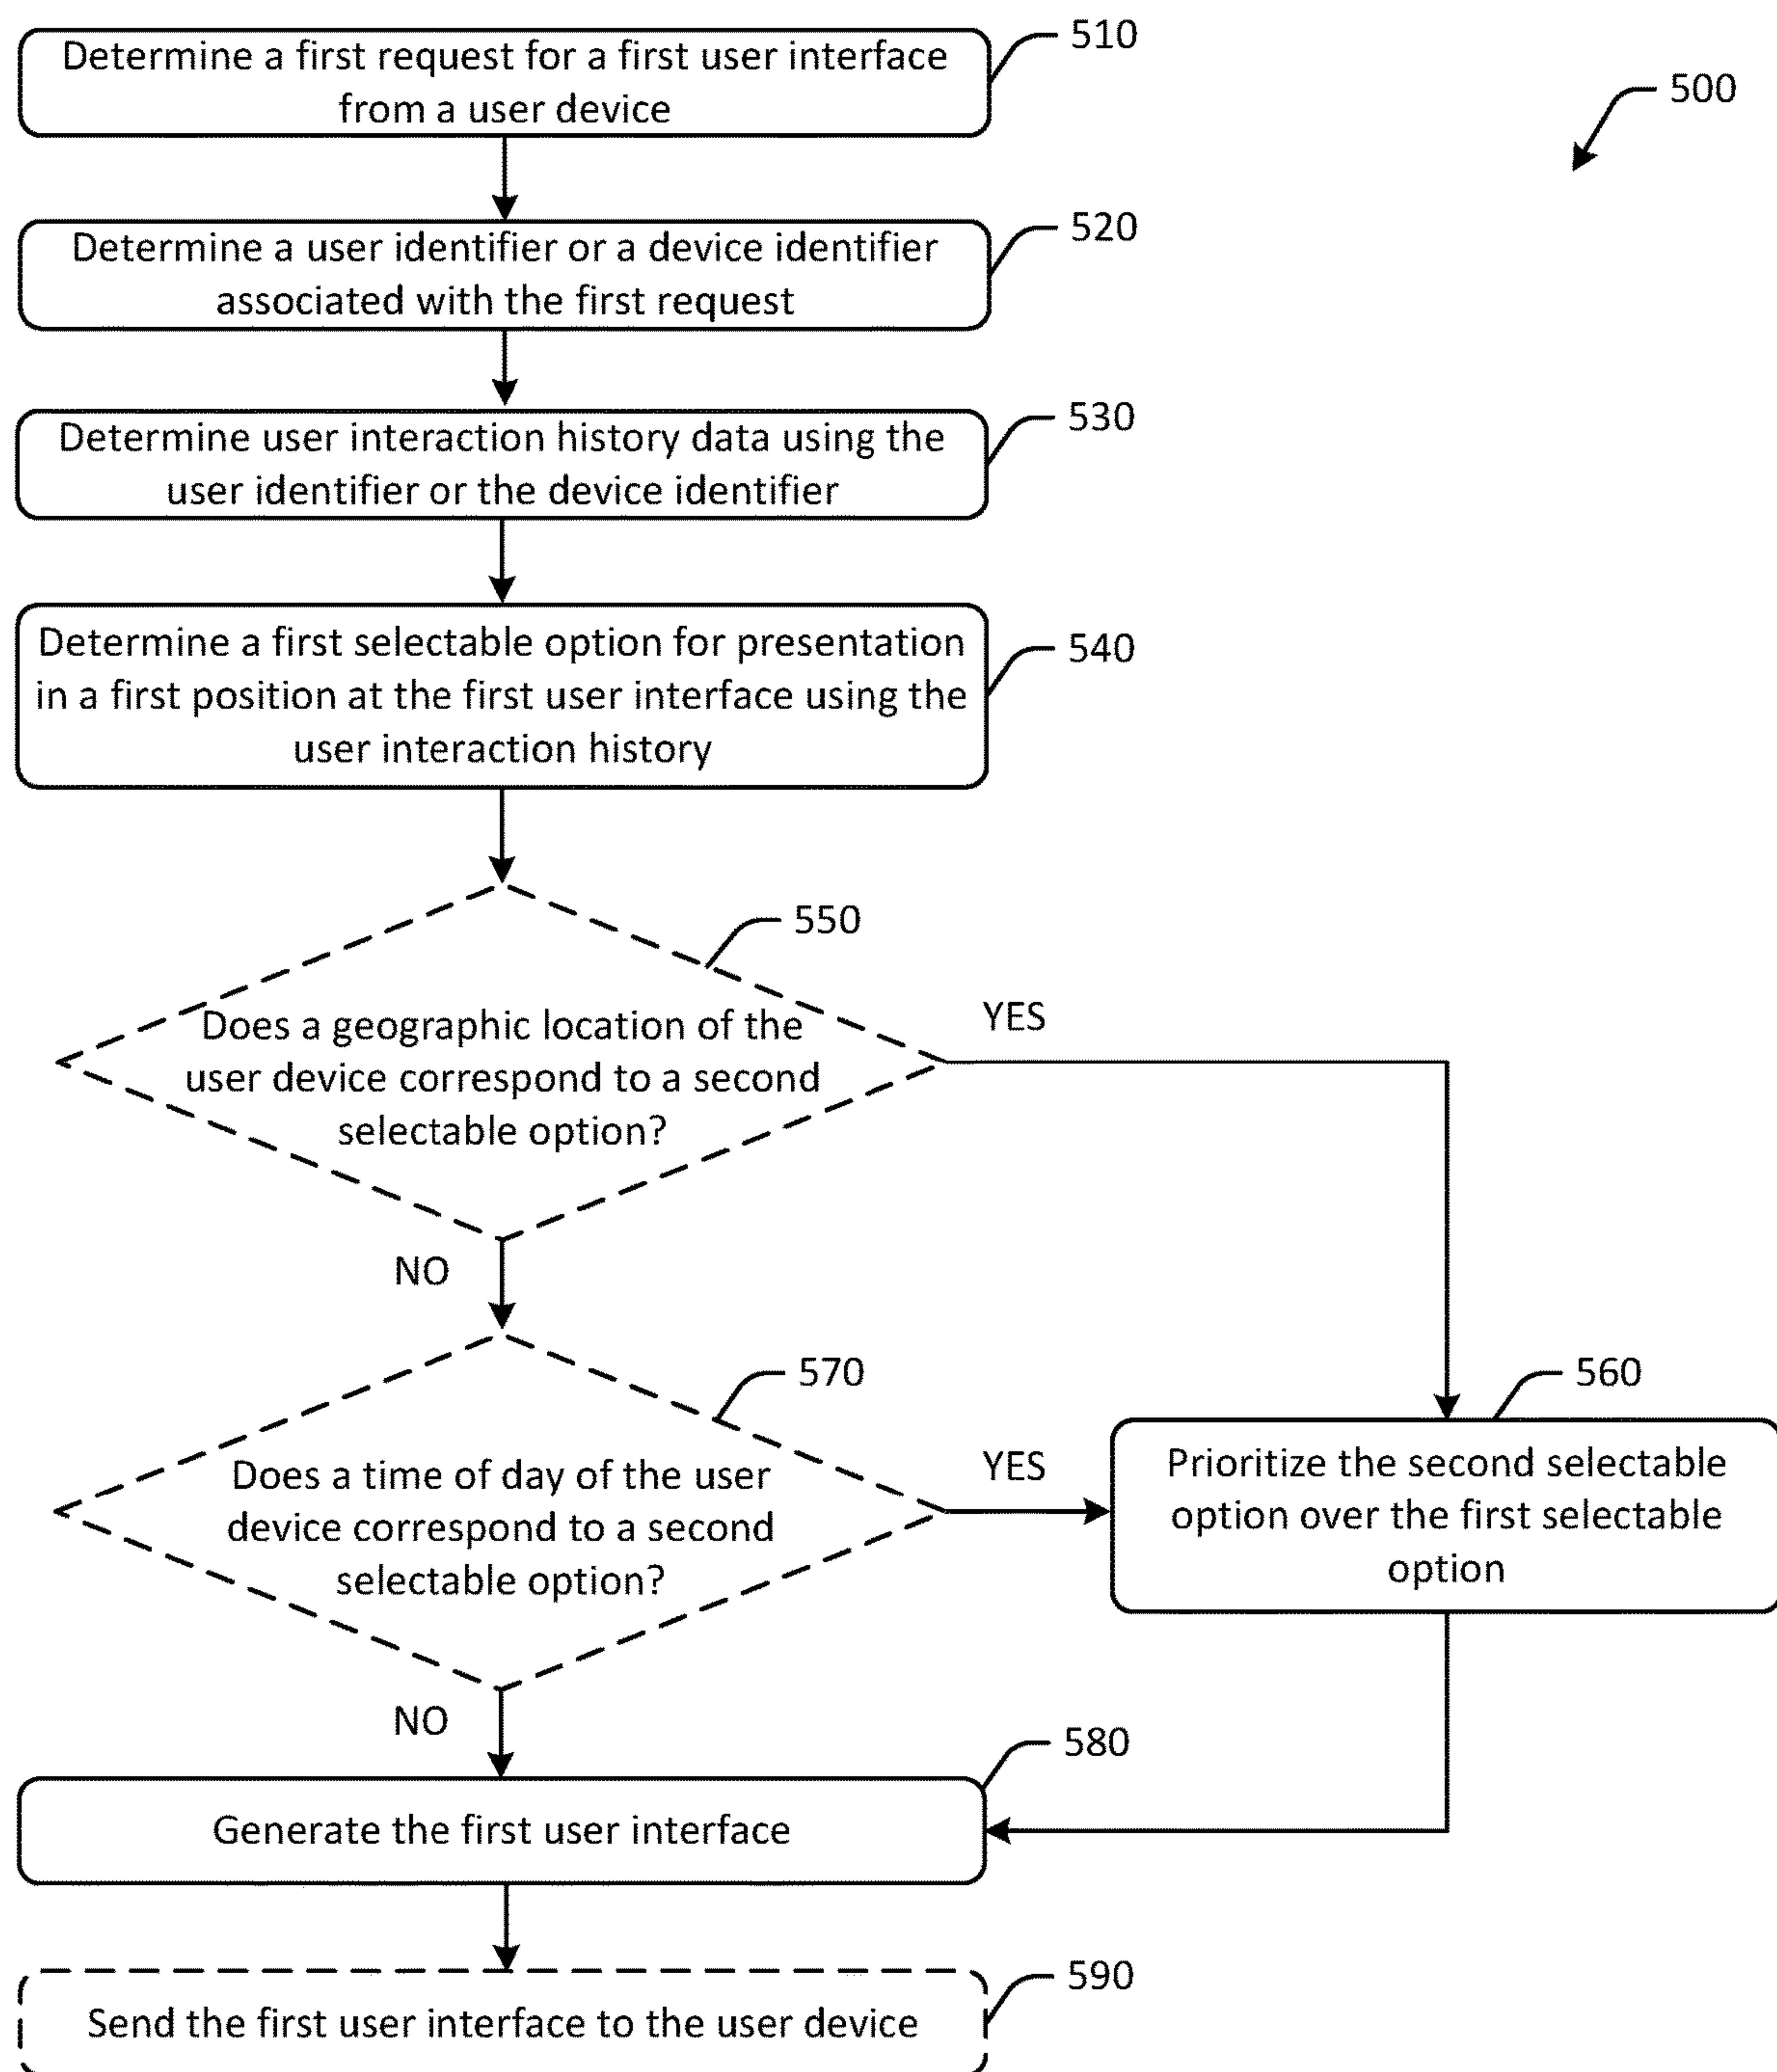 510
Determine a first request for a first user interface
from a user device
500
520
Determine a user identifier or a device identifier
associated with the first request
530
Determine user interaction history data using the
user identifier or the device identifier
540
Determine a first selectable option for presentation
in a first position at the first user interface using the
user interaction history
550
YES
Does a geographic location of the
user device correspond to a second
selectable option?
NO
570
560
YES
Does a time of day of the user
device correspond to a second
selectable option?
Prioritize the second selectable
option over the first selectable
option
NO
580
Generate the first user interface
590
Send the first user interface to the user device